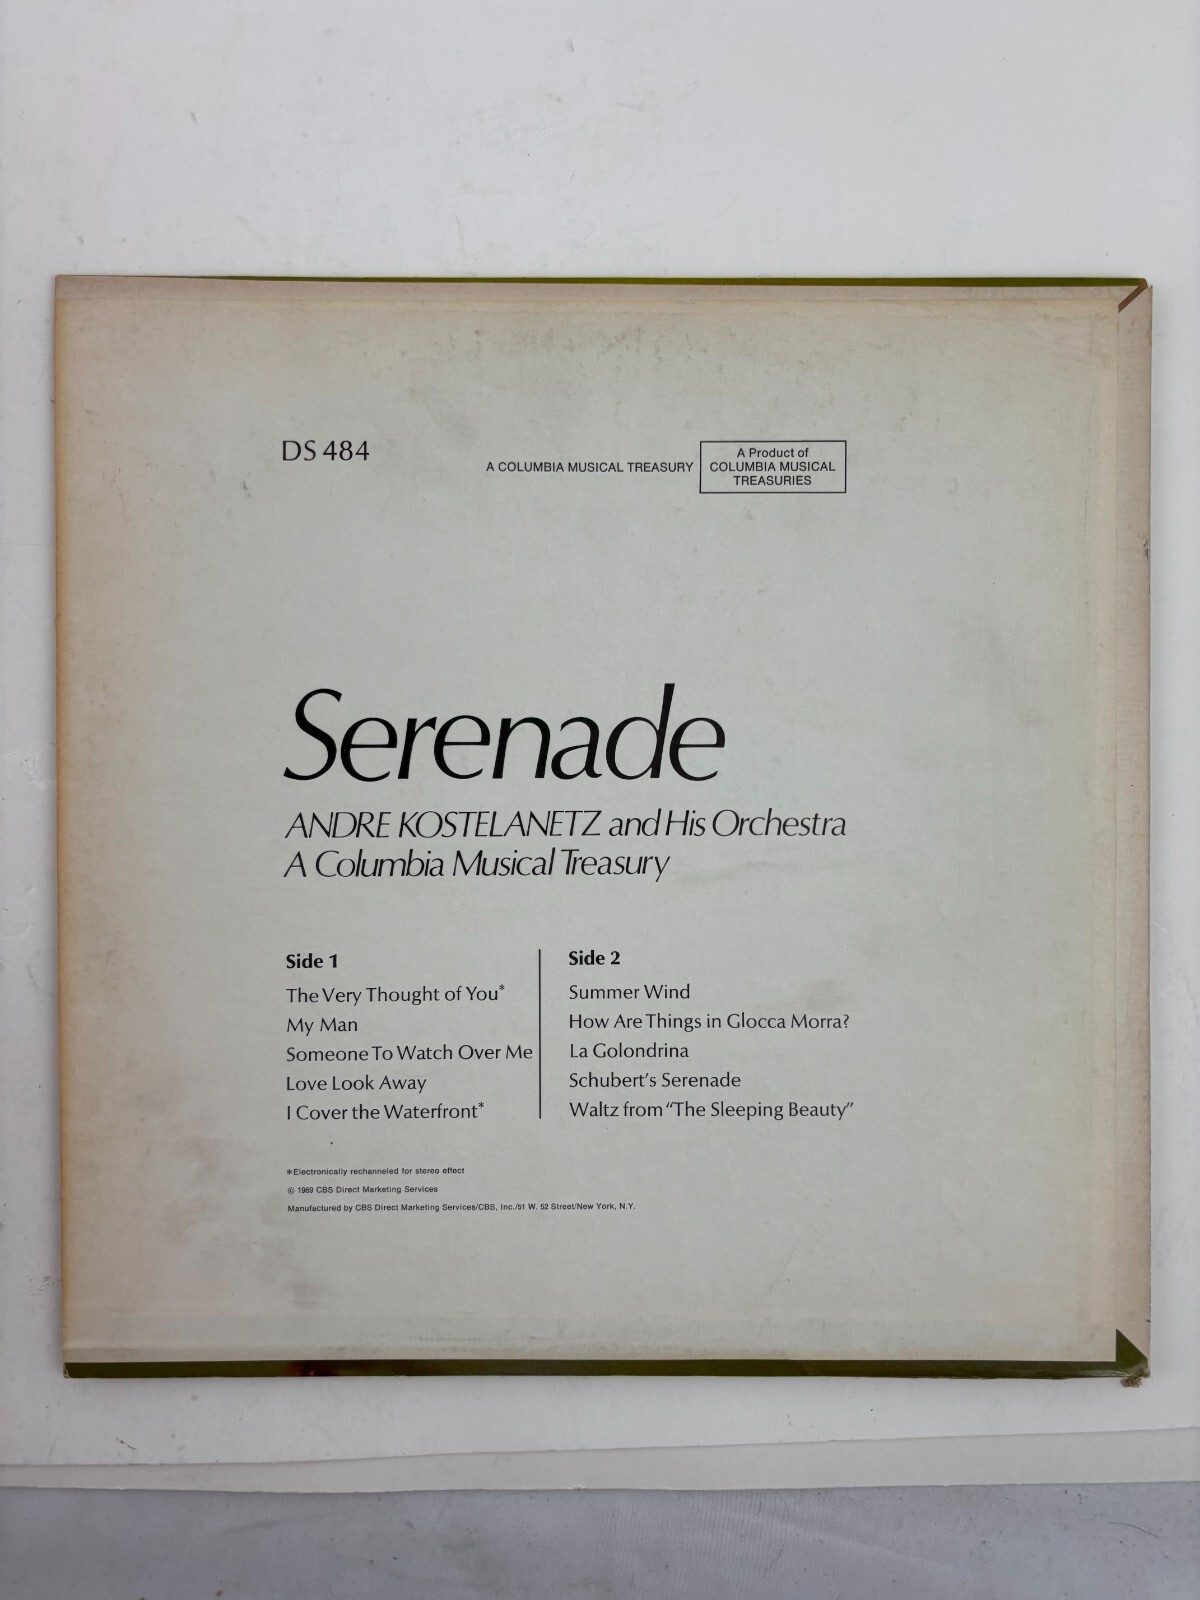 DS 484
A COLUMBIA MUSICAL TREASURY
A Product of
COLUMBIA MUSICAL
TREASURIES
Serenade
ANDRE KOSTELANETZ and His Orchestra
A Columbia Musical Treasury
Side 1
The Very Thought of You*
My Man
Someone To Watch Over Me
Love Look Away
I Cover the Waterfront*
Side 2
Summer Wind
How Are Things in Glocca Morra?
La Golondrina
Schubert's Serenade
Waltz from "The Sleeping Beauty"
*Electronically rechanneled for stereo effect
© 1969 CBS Direct Marketing Services
Manufactured by CBS Direct Marketing Services/CBS, Inc./51 W. 52 Street/New York, N.Y.